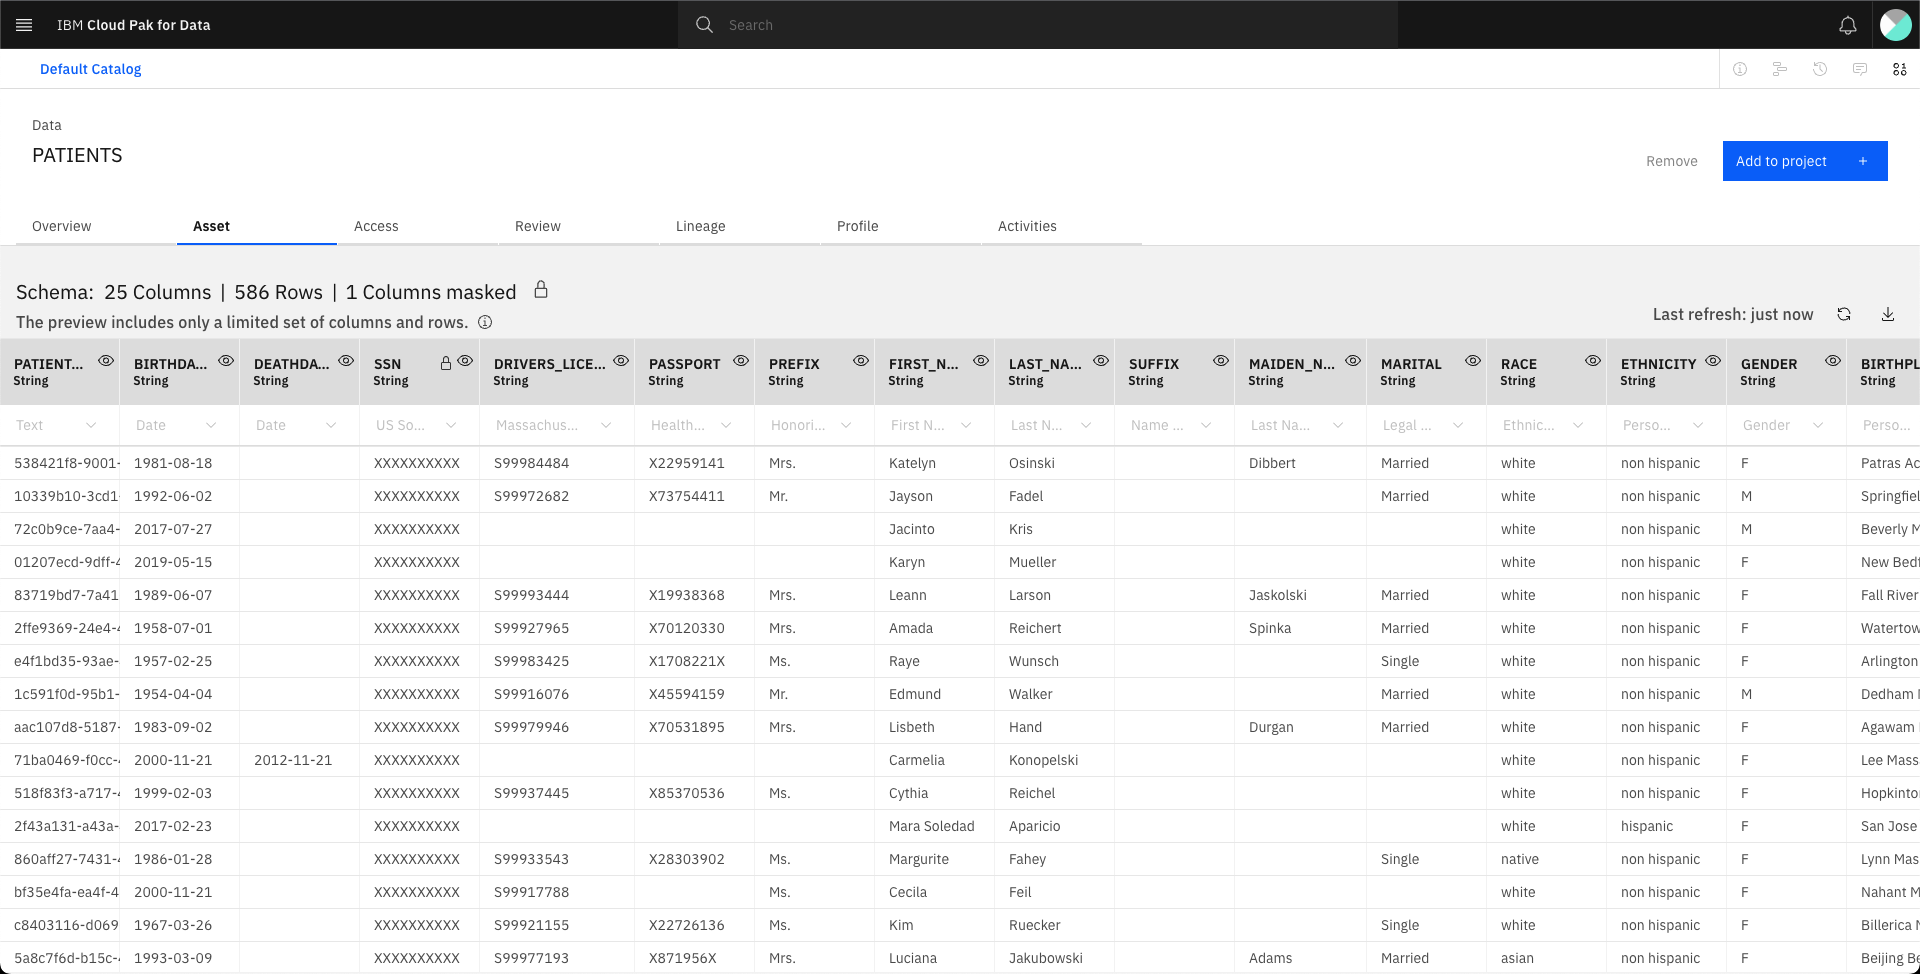 IBM Cloud Pak for Data Search
Default Catalog
Data
PATIENTS
Remove Add to project +
Overview Asset Access Review Lineage Profile Activities
Schema: 25 Columns | 586 Rows | 1 Columns masked
The preview includes only a limited set of columns and rows.
Last refresh: just now
PATIENT... BIRTHDA... DEATHDA... SSN DRIVERS_LICE... PASSPORT PREFIX FIRST_N... LAST_NA... SUFFIX MAIDEN_N... MARITAL RACE ETHNICITY GENDER BIRTHPL
String String String String String String String String String String String String String String String String
Text Date Date US So... Massachus... Health... Honori... First N... Last N... Name ... Last Na... Legal ... Ethnic... Perso... Gender Perso...
538421f8-9001- 1981-08-18 XXXXXXXXXX S99984484 X22959141 Mrs. Katelyn Osinski Dibbert Married white non hispanic F Patras Ac
10339b10-3cd1- 1992-06-02 XXXXXXXXXX S99972682 X73754411 Mr. Jayson Fadel Married white non hispanic M Springfiel
72c0b9ce-7aa4- 2017-07-27 XXXXXXXXXX Jacinto Kris white non hispanic M Beverly M
01207ecd-9dff-4 2019-05-15 XXXXXXXXXX Karyn Mueller white non hispanic F New Bedf
83719bd7-7a41 1989-06-07 XXXXXXXXXX S99993444 X19938368 Mrs. Leann Larson Jaskolski Married white non hispanic F Fall River
2ffe9369-24e4-4 1958-07-01 XXXXXXXXXX S99927965 X70120330 Mrs. Amada Reichert Spinka Married white non hispanic F Watertow
e4f1bd35-93ae- 1957-02-25 XXXXXXXXXX S99983425 X1708221X Ms. Raye Wunsch Single white non hispanic F Arlington
1c591f0d-95b1- 1954-04-04 XXXXXXXXXX S99916076 X45594159 Mr. Edmund Walker Married white non hispanic M Dedham
aac107d8-5187- 1983-09-02 XXXXXXXXXX S99979946 X70531895 Mrs. Lisbeth Hand Durgan Married white non hispanic F Agawam
71ba0469-f0cc- 2000-11-21 2012-11-21 XXXXXXXXXX Carmelia Konopelski white non hispanic F Lee Mass
518f83f3-a717-4 1999-02-03 XXXXXXXXXX S99937445 X85370536 Ms. Cythia Reichel white non hispanic F Hopkinto
2f43a131-a43a- 2017-02-23 XXXXXXXXXX Mara Soledad Aparicio white hispanic F San Jose
860aff27-7431-4 1986-01-28 XXXXXXXXXX S99933543 X28303902 Ms. Margurite Fahey Single native non hispanic F Lynn Mas
bf35e4fa-ea4f-4 2000-11-21 XXXXXXXXXX S99917788 Ms. Cecila Feil white non hispanic F Nahant M
c8403116-d069 1967-03-26 XXXXXXXXXX S99921155 X22726136 Ms. Kim Ruecker Single white non hispanic F Billerica
5a8c7f6d-b15c- 1993-03-09 XXXXXXXXXX S99977193 X871956X Mrs. Luciana Jakubowski Adams Married asian non hispanic F Beijing Be